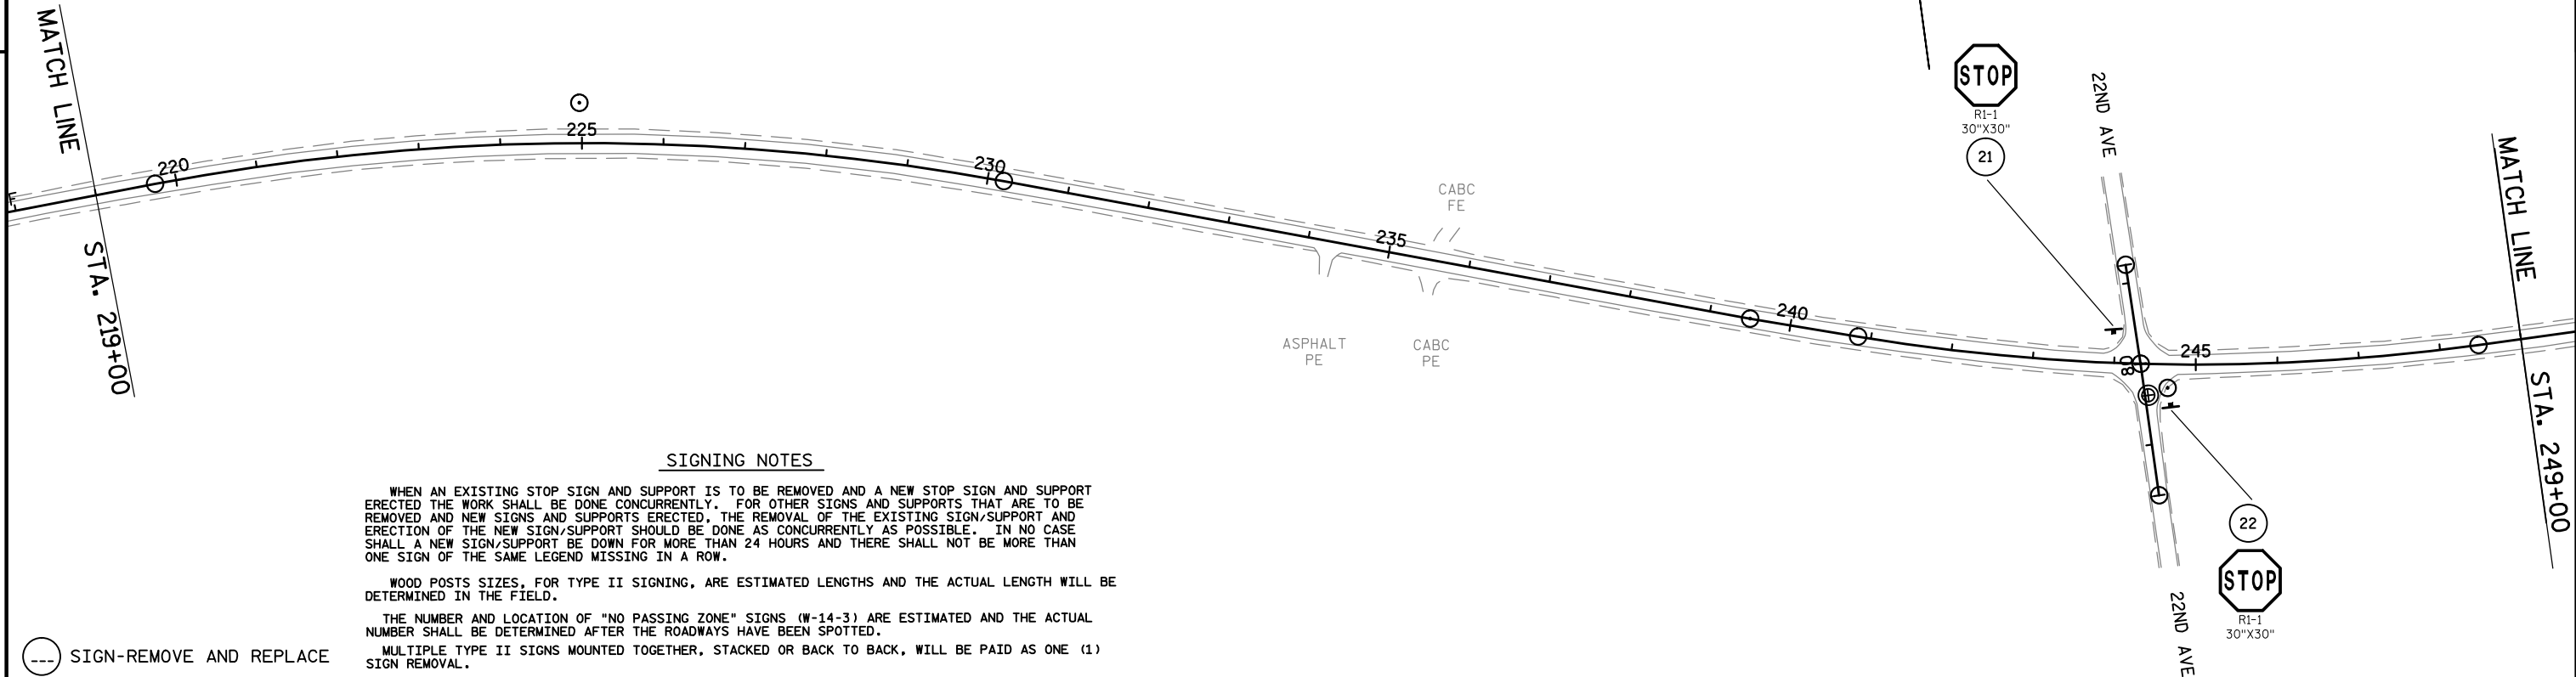 MATCH LINE
STA. 219+00
220
225
230
235
240
245
80
CABC
FE
ASPHALT
PE
CABC
PE
STOP
R1-1
30"X30"
21
22ND AVE
MATCH LINE
STA. 249+00
22
STOP
R1-1
30"X30"
22ND AVE
SIGNING NOTES
WHEN AN EXISTING STOP SIGN AND SUPPORT IS TO BE REMOVED AND A NEW STOP SIGN AND SUPPORT
ERECTED THE WORK SHALL BE DONE CONCURRENTLY. FOR OTHER SIGNS AND SUPPORTS THAT ARE TO BE
REMOVED AND NEW SIGNS AND SUPPORTS ERECTED, THE REMOVAL OF THE EXISTING SIGN/SUPPORT AND
ERECTION OF THE NEW SIGN/SUPPORT SHOULD BE DONE AS CONCURRENTLY AS POSSIBLE. IN NO CASE
SHALL A NEW SIGN/SUPPORT BE DOWN FOR MORE THAN 24 HOURS AND THERE SHALL NOT BE MORE THAN
ONE SIGN OF THE SAME LEGEND MISSING IN A ROW.
WOOD POSTS SIZES, FOR TYPE II SIGNING, ARE ESTIMATED LENGTHS AND THE ACTUAL LENGTH WILL BE
DETERMINED IN THE FIELD.
THE NUMBER AND LOCATION OF "NO PASSING ZONE" SIGNS (W-14-3) ARE ESTIMATED AND THE ACTUAL
NUMBER SHALL BE DETERMINED AFTER THE ROADWAYS HAVE BEEN SPOTTED.
MULTIPLE TYPE II SIGNS MOUNTED TOGETHER, STACKED OR BACK TO BACK, WILL BE PAID AS ONE (1)
SIGN REMOVAL.
--- SIGN-REMOVE AND REPLACE